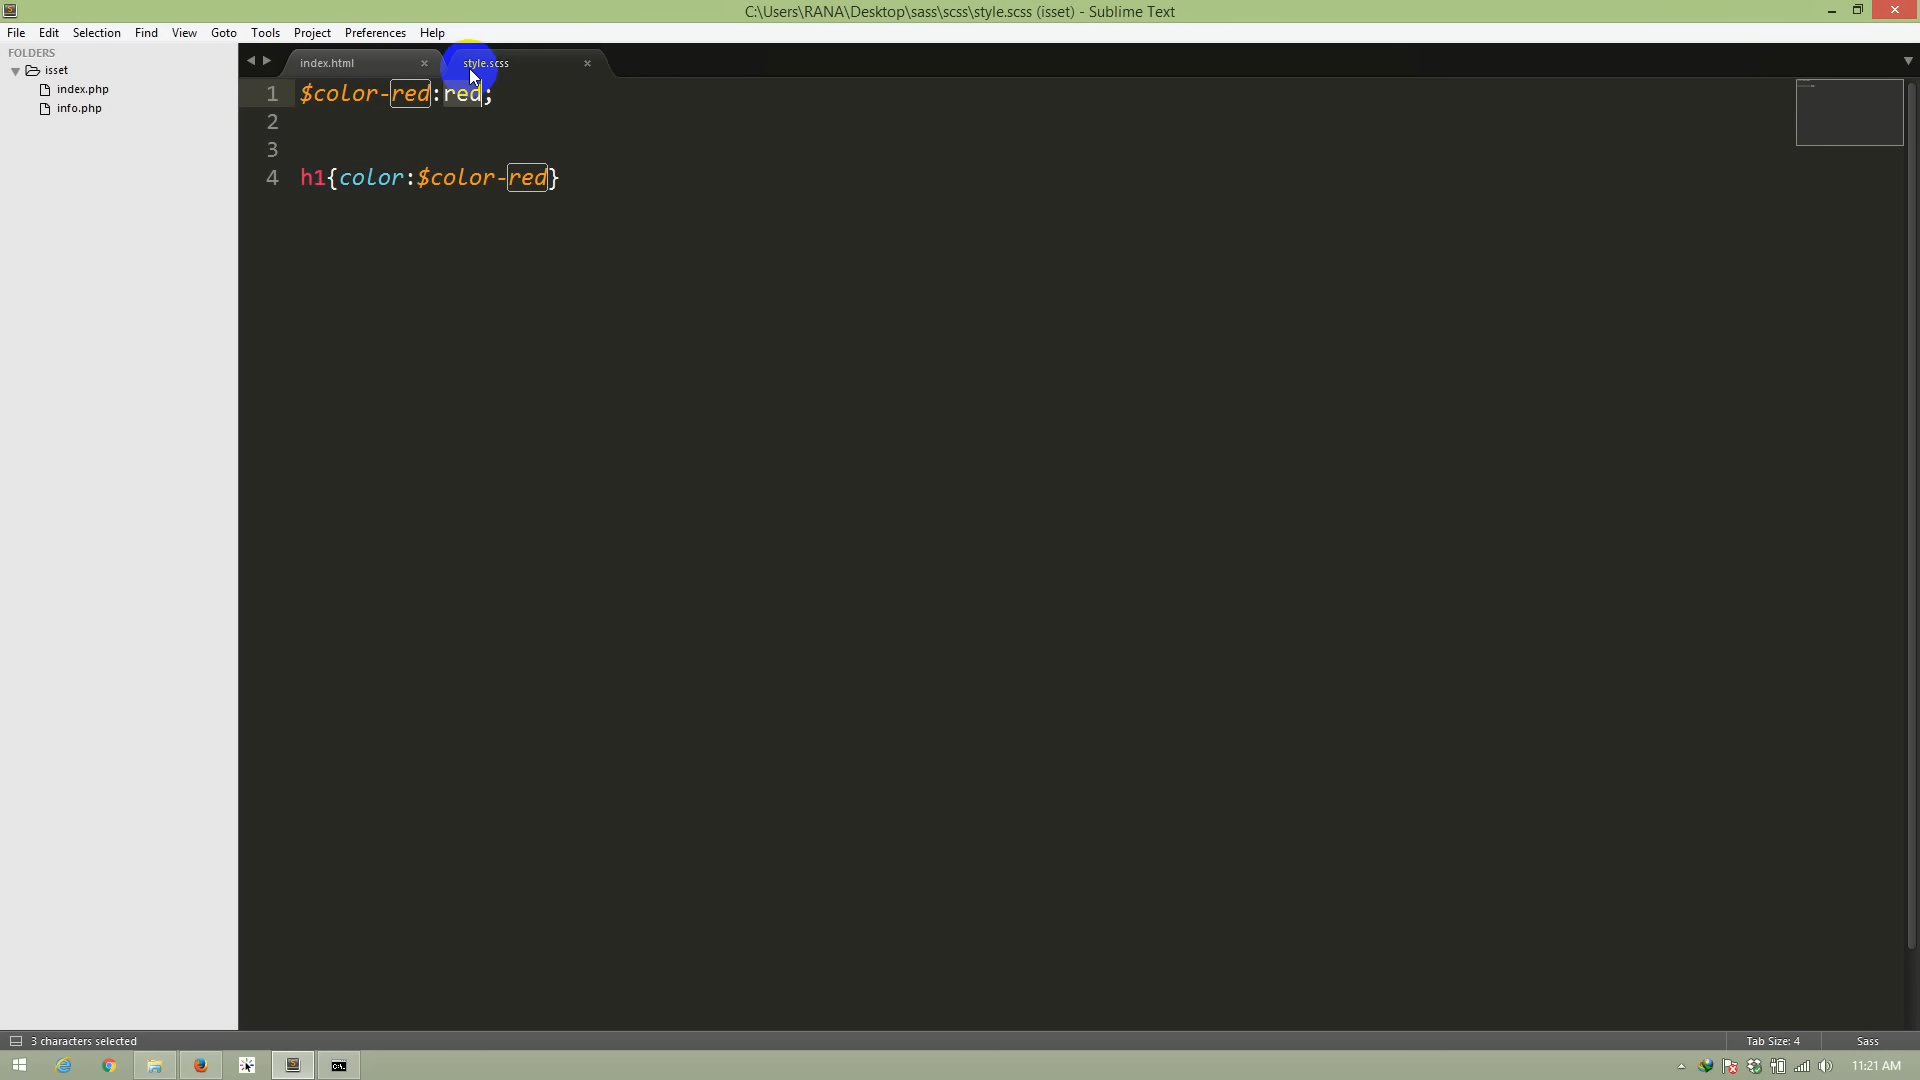 C:\Users\RANA\Desktop\sass\scss\style.scss (isset) - Sublime Text
File Edit Selection Find View Goto Tools Project Preferences Help
FOLDERS
isset
index.php
info.php
index.html × style.scss ×
1 $color-red:red;
2
3
4 h1{color:$color-red}
3 characters selected
Tab Size: 4 Sass
11:21 AM